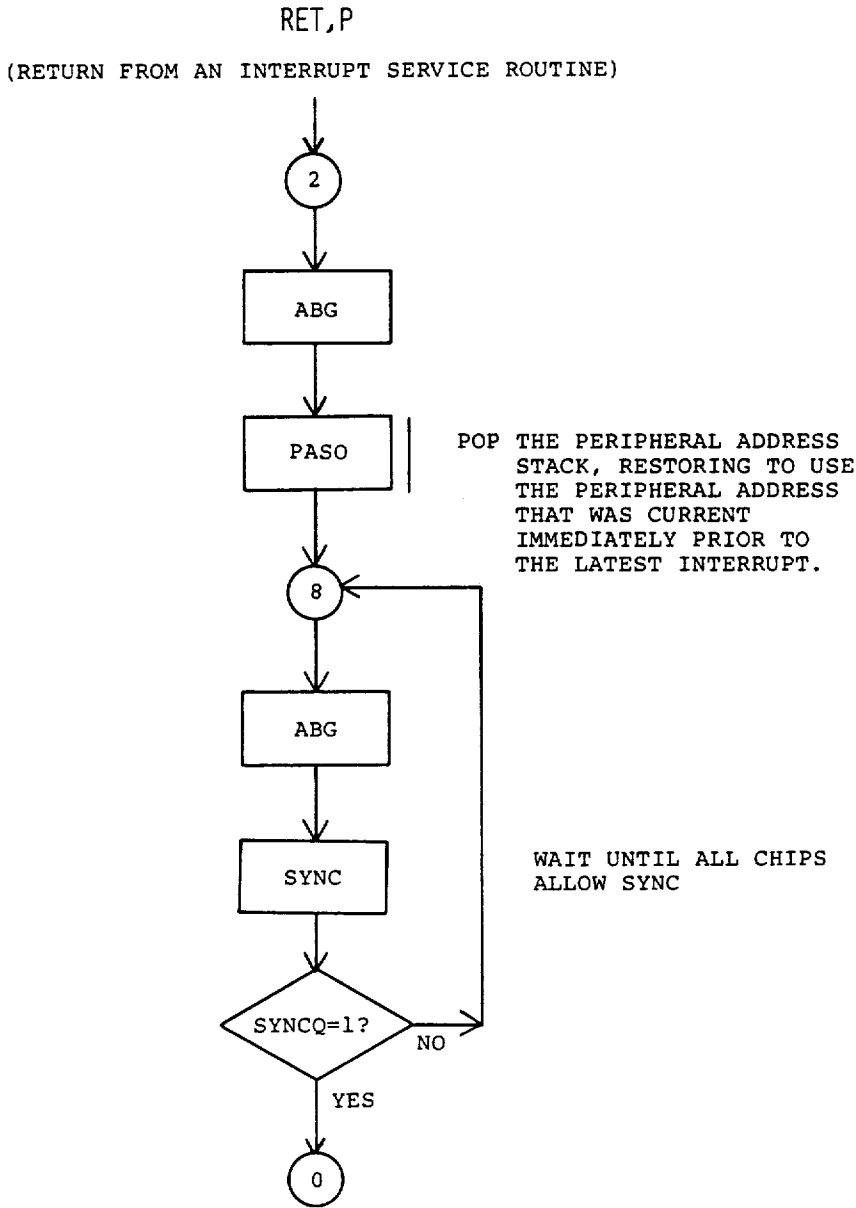 RET,P
(RETURN FROM AN INTERRUPT SERVICE ROUTINE)
2
ABG
PASO
POP THE PERIPHERAL ADDRESS
STACK, RESTORING TO USE
THE PERIPHERAL ADDRESS
THAT WAS CURRENT
IMMEDIATELY PRIOR TO
THE LATEST INTERRUPT.
8
ABG
SYNC
WAIT UNTIL ALL CHIPS
ALLOW SYNC
SYNCQ=1?
NO
YES
0